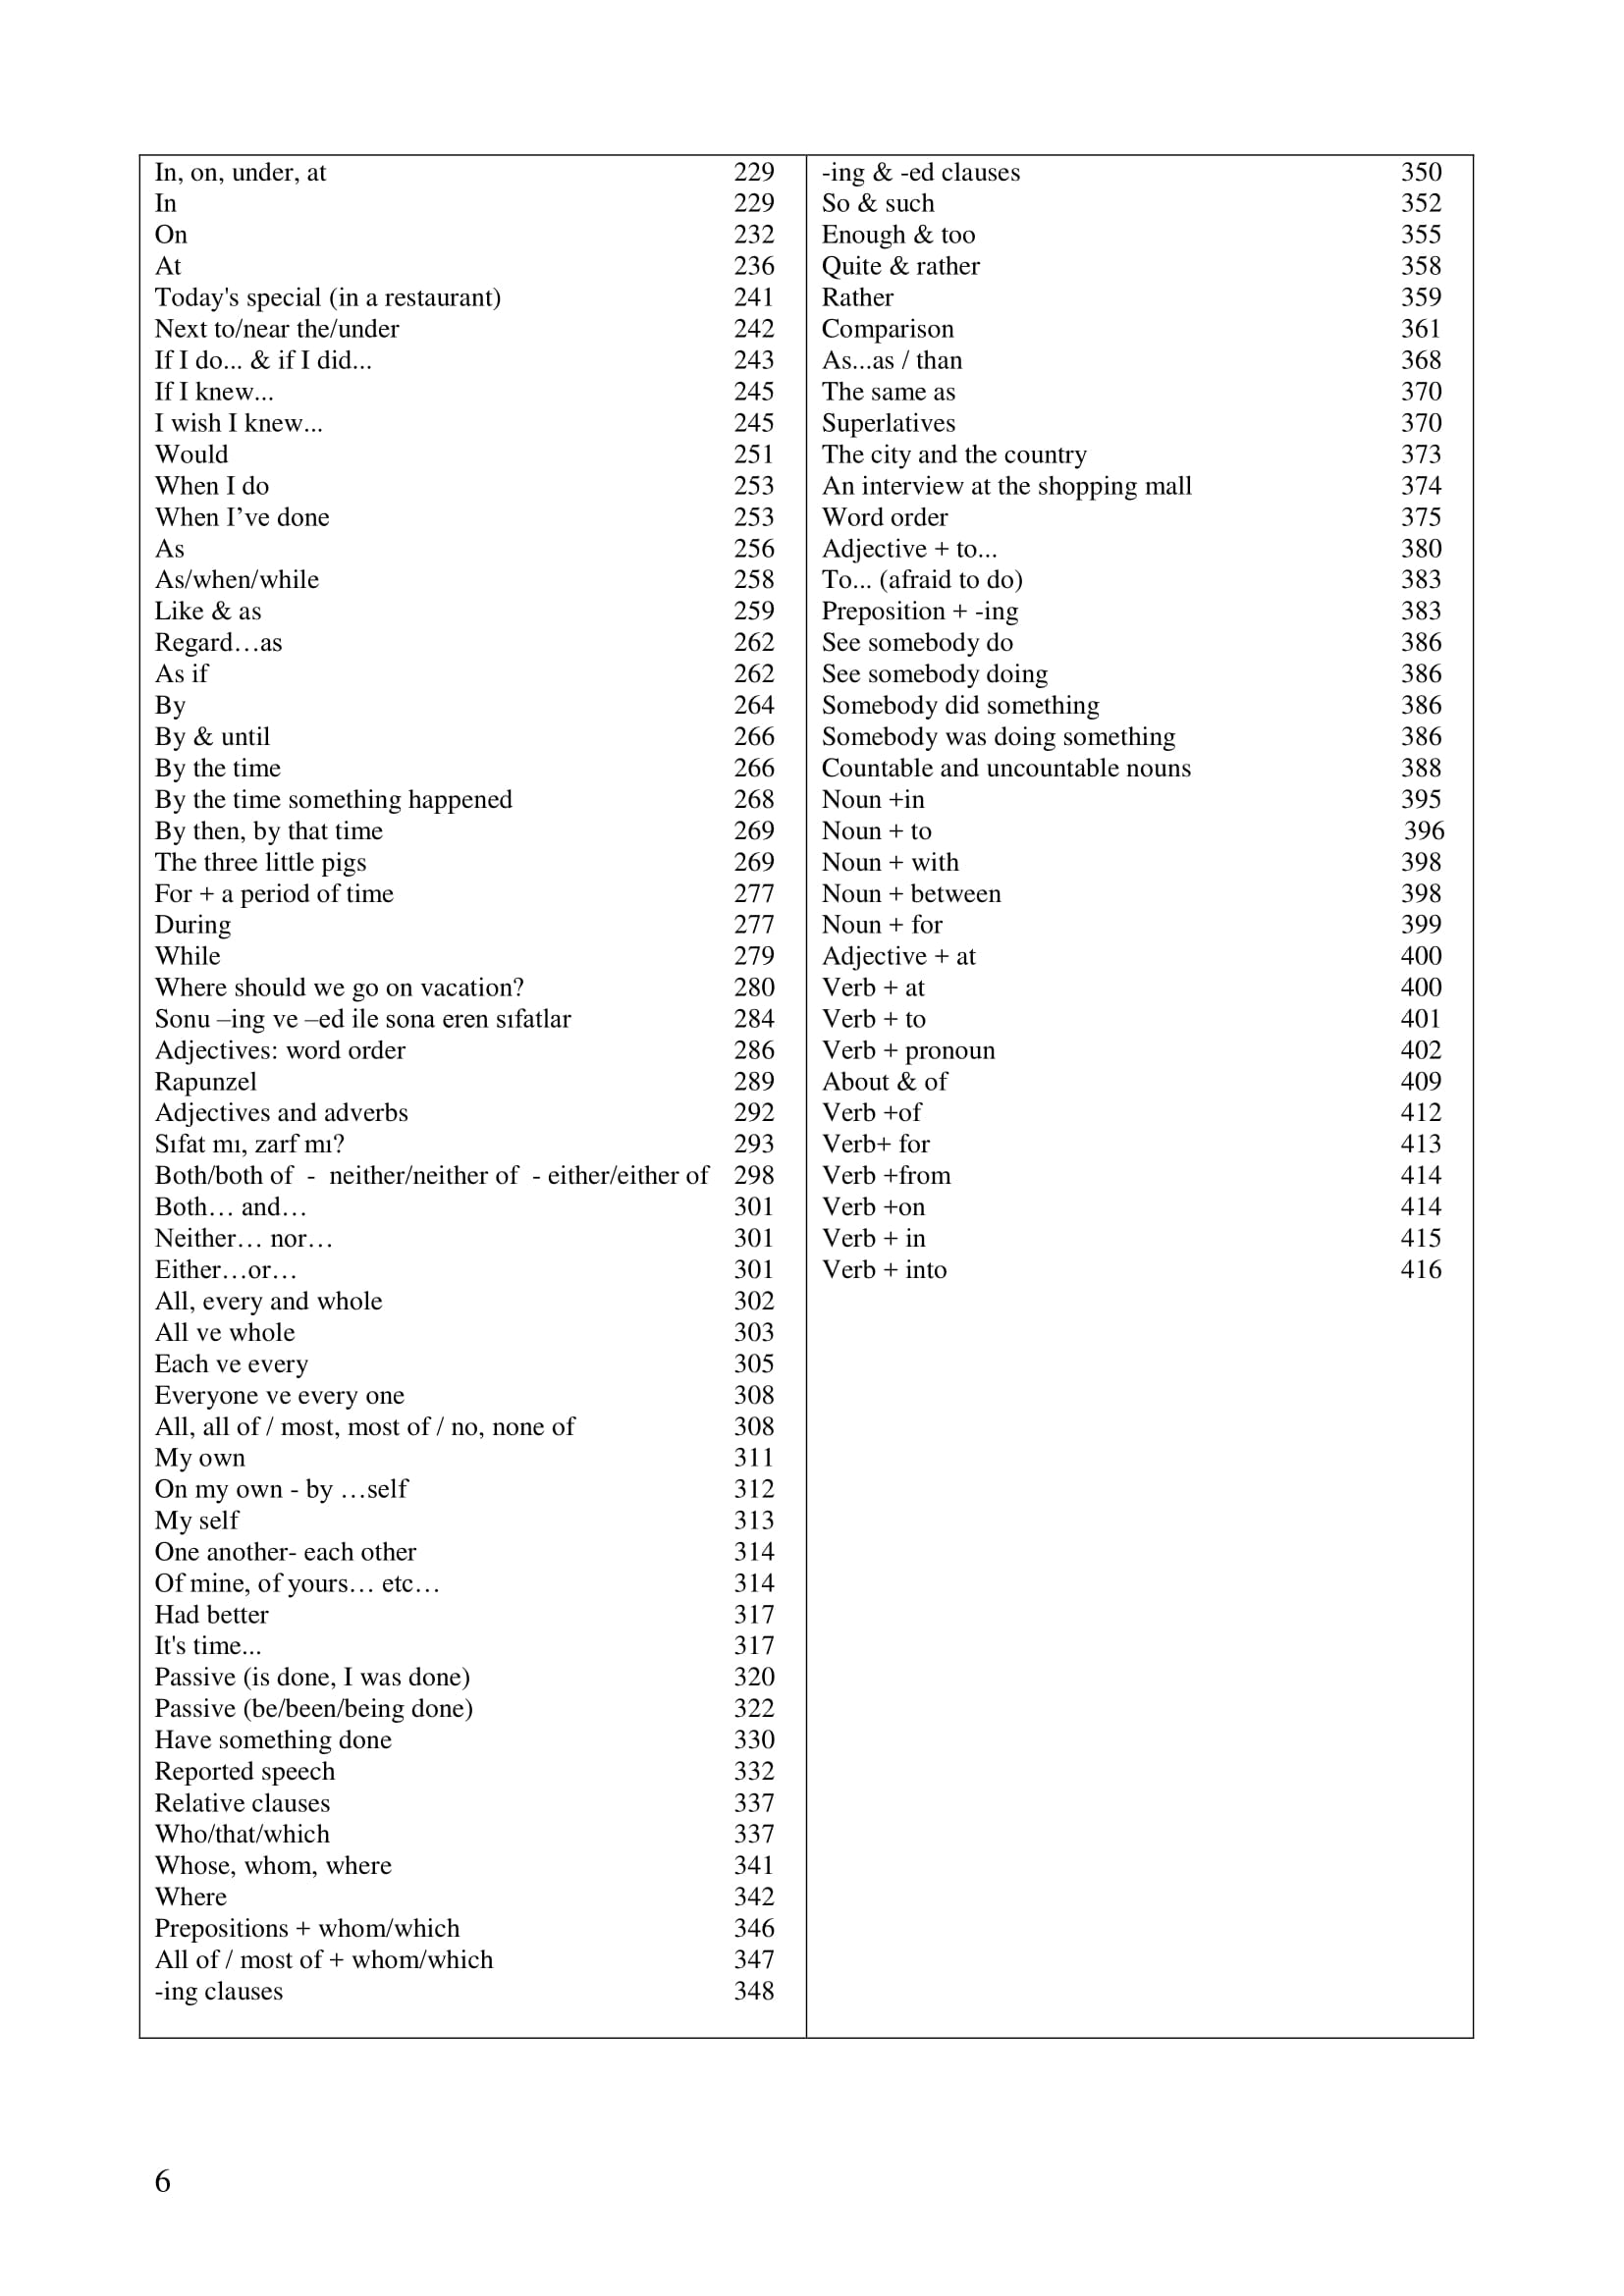 In, on, under, at 229
In 229
On 232
At 236
Today's special (in a restaurant) 241
Next to/near the/under 242
If I do... & if I did... 243
If I knew... 245
I wish I knew... 245
Would 251
When I do 253
When I’ve done 253
As 256
As/when/while 258
Like & as 259
Regard…as 262
As if 262
By 264
By & until 266
By the time 266
By the time something happened 268
By then, by that time 269
The three little pigs 269
For + a period of time 277
During 277
While 279
Where should we go on vacation? 280
Sonu –ing ve –ed ile sona eren sıfatlar 284
Adjectives: word order 286
Rapunzel 289
Adjectives and adverbs 292
Sıfat mı, zarf mı? 293
Both/both of - neither/neither of - either/either of 298
Both… and… 301
Neither… nor… 301
Either…or… 301
All, every and whole 302
All ve whole 303
Each ve every 305
Everyone ve every one 308
All, all of / most, most of / no, none of 308
My own 311
On my own - by …self 312
My self 313
One another- each other 314
Of mine, of yours… etc… 314
Had better 317
It's time... 317
Passive (is done, I was done) 320
Passive (be/been/being done) 322
Have something done 330
Reported speech 332
Relative clauses 337
Who/that/which 337
Whose, whom, where 341
Where 342
Prepositions + whom/which 346
All of / most of + whom/which 347
-ing clauses 348
-ing & -ed clauses 350
So & such 352
Enough & too 355
Quite & rather 358
Rather 359
Comparison 361
As...as / than 368
The same as 370
Superlatives 370
The city and the country 373
An interview at the shopping mall 374
Word order 375
Adjective + to... 380
To... (afraid to do) 383
Preposition + -ing 383
See somebody do 386
See somebody doing 386
Somebody did something 386
Somebody was doing something 386
Countable and uncountable nouns 388
Noun +in 395
Noun + to 396
Noun + with 398
Noun + between 398
Noun + for 399
Adjective + at 400
Verb + at 400
Verb + to 401
Verb + pronoun 402
About & of 409
Verb +of 412
Verb+ for 413
Verb +from 414
Verb +on 414
Verb + in 415
Verb + into 416
6